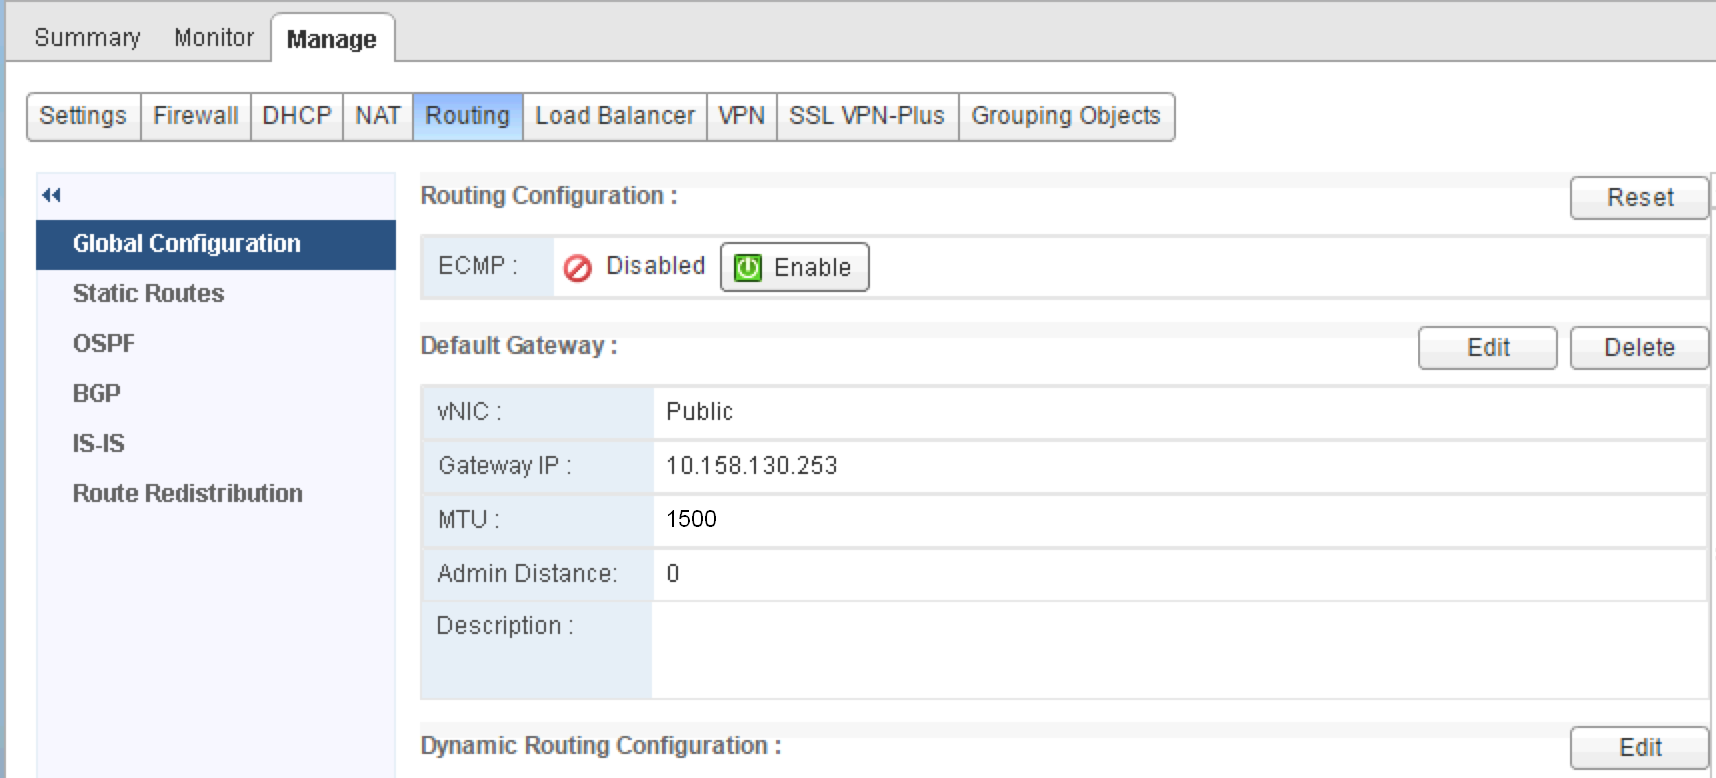 Summary Monitor Manage
Settings Firewall DHCP NAT Routing Load Balancer VPN SSL VPN-Plus Grouping Objects
Global Configuration
Static Routes
OSPF
BGP
IS-IS
Route Redistribution
Routing Configuration : Reset
ECMP : Disabled Enable
Default Gateway : Edit Delete
vNIC : Public
Gateway IP : 10.158.130.253
MTU : 1500
Admin Distance: 0
Description :
Dynamic Routing Configuration : Edit